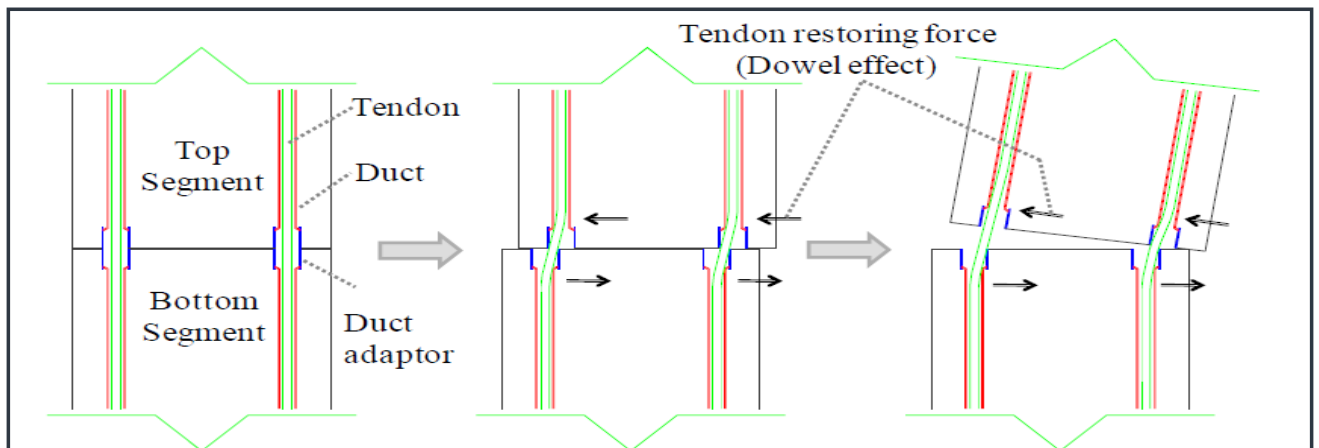 Tendon restoring force
(Dowel effect)
Tendon
Top
Segment
Duct
Bottom
Segment
Duct
adaptor